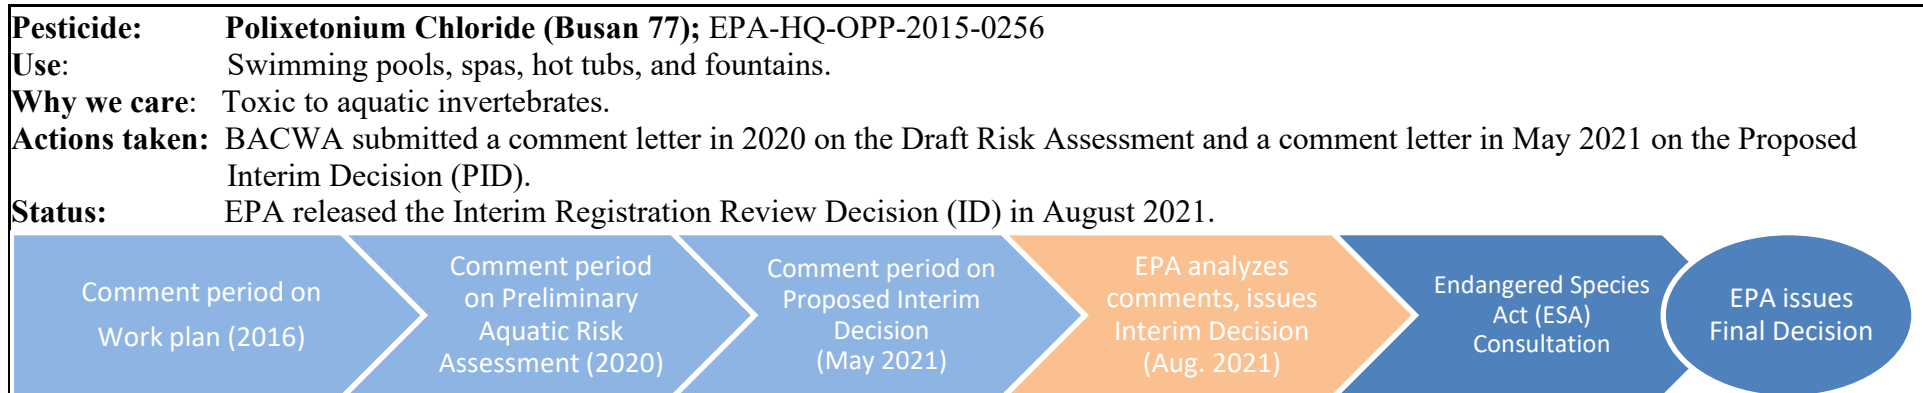 Pesticide: Polixetonium Chloride (Busan 77); EPA-HQ-OPP-2015-0256
Use: Swimming pools, spas, hot tubs, and fountains.
Why we care: Toxic to aquatic invertebrates.
Actions taken: BACWA submitted a comment letter in 2020 on the Draft Risk Assessment and a comment letter in May 2021 on the Proposed
Interim Decision (PID).
Status: EPA released the Interim Registration Review Decision (ID) in August 2021.
Comment period on
Work plan (2016)
Comment period
on Preliminary
Aquatic Risk
Assessment (2020)
Comment period on
Proposed Interim
Decision
(May 2021)
EPA analyzes
comments, issues
Interim Decision
(Aug. 2021)
Endangered Species
Act (ESA)
Consultation
EPA issues
Final Decision